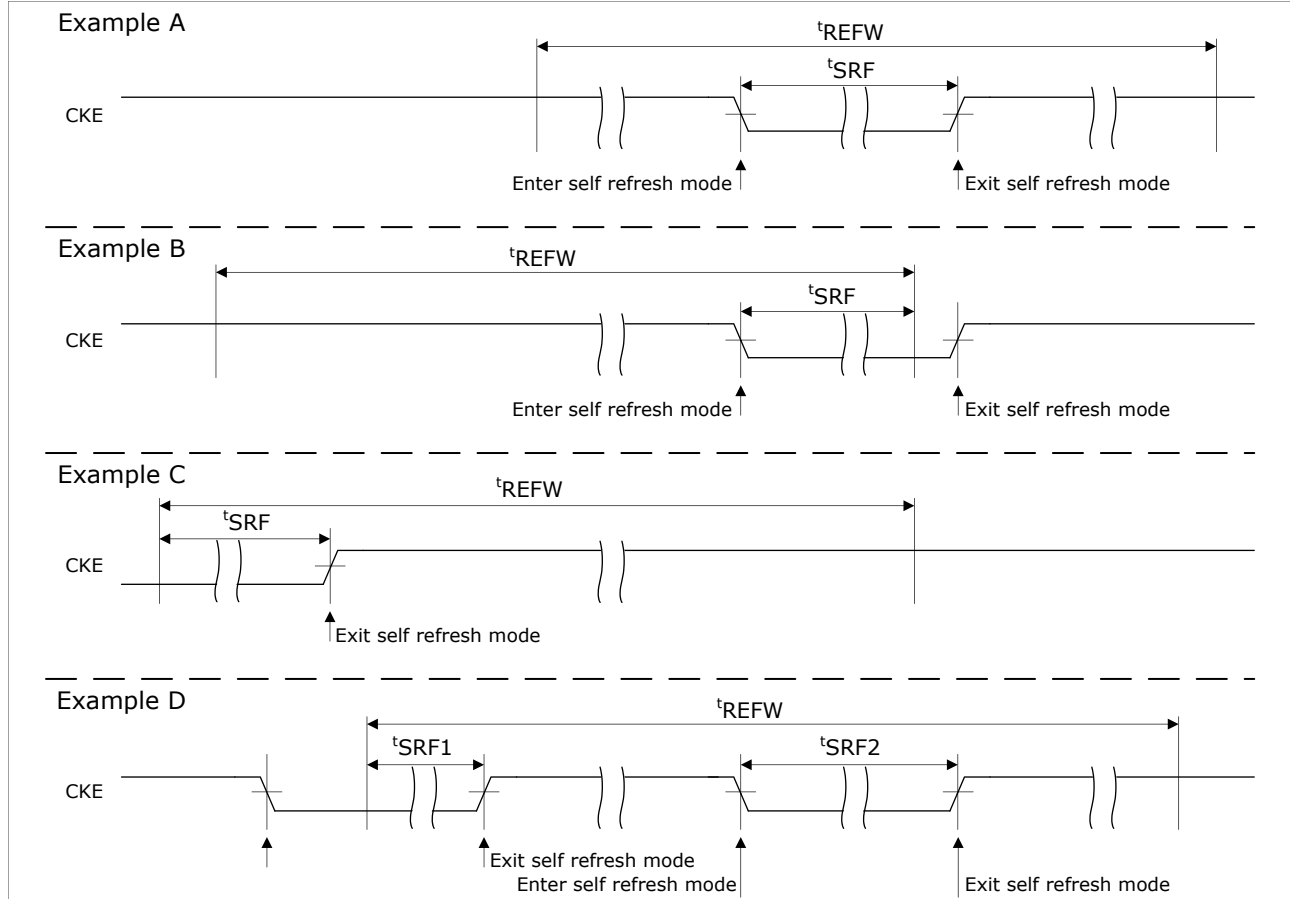 Example A
tREFW
tSRF
CKE
Enter self refresh mode
Exit self refresh mode
Example B
tREFW
tSRF
CKE
Enter self refresh mode
Exit self refresh mode
Example C
tREFW
tSRF
CKE
Exit self refresh mode
Example D
tREFW
tSRF1
tSRF2
CKE
Exit self refresh mode
Enter self refresh mode
Exit self refresh mode